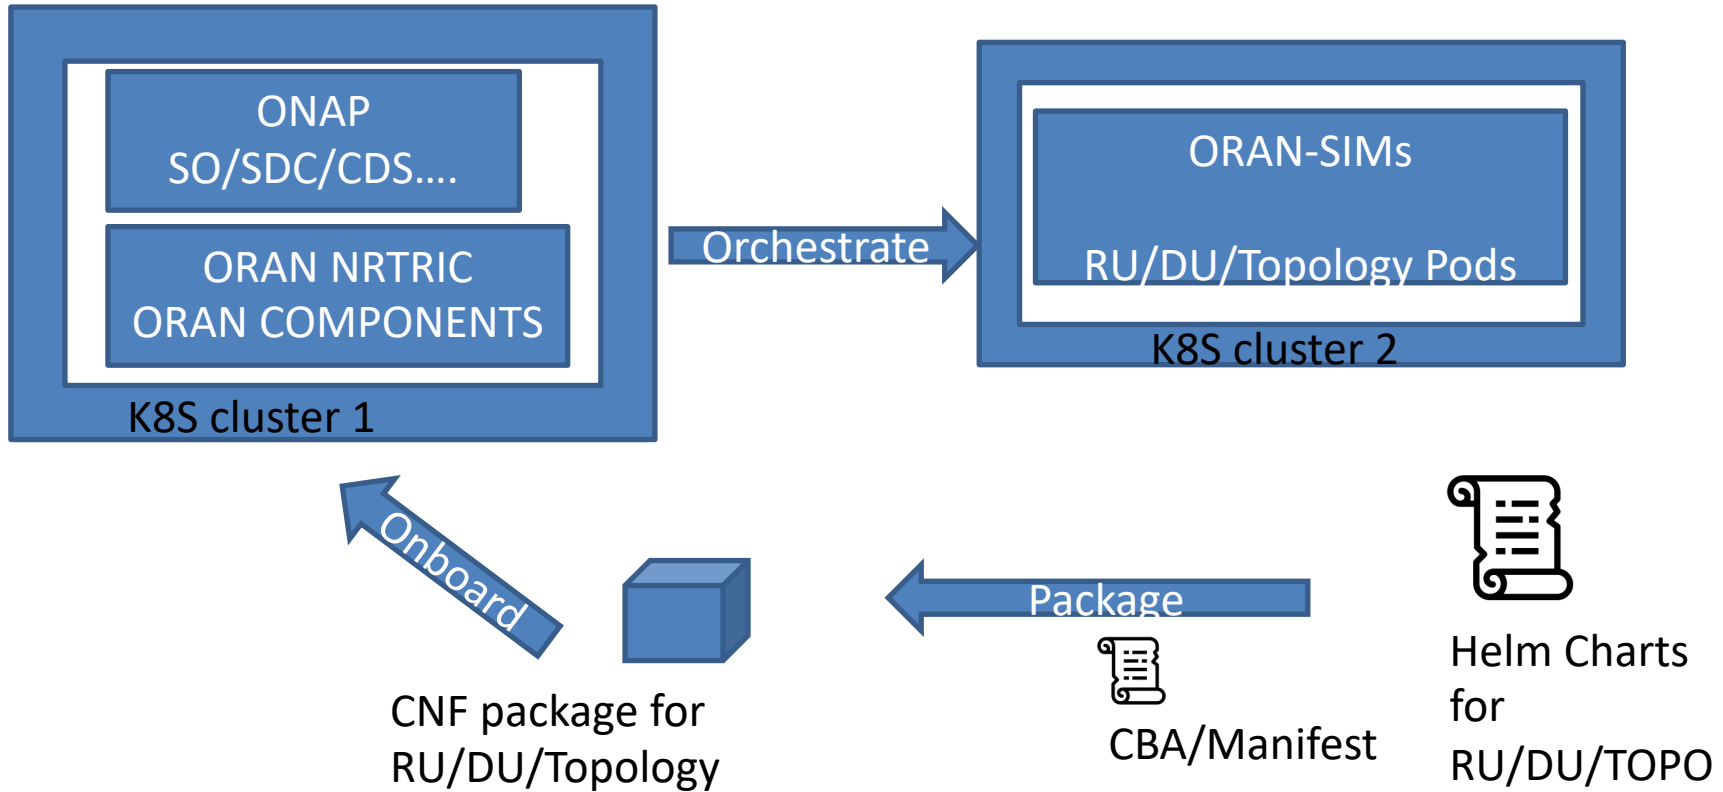 ONAP
SO/SDC/CDS....
ORAN NRTRIC
ORAN COMPONENTS
K8S cluster 1
Orchestrate
ORAN-SIMs
RU/DU/Topology Pods
K8S cluster 2
Onboard
CNF package for
RU/DU/Topology
Package
CBA/Manifest
Helm Charts
for
RU/DU/TOPO